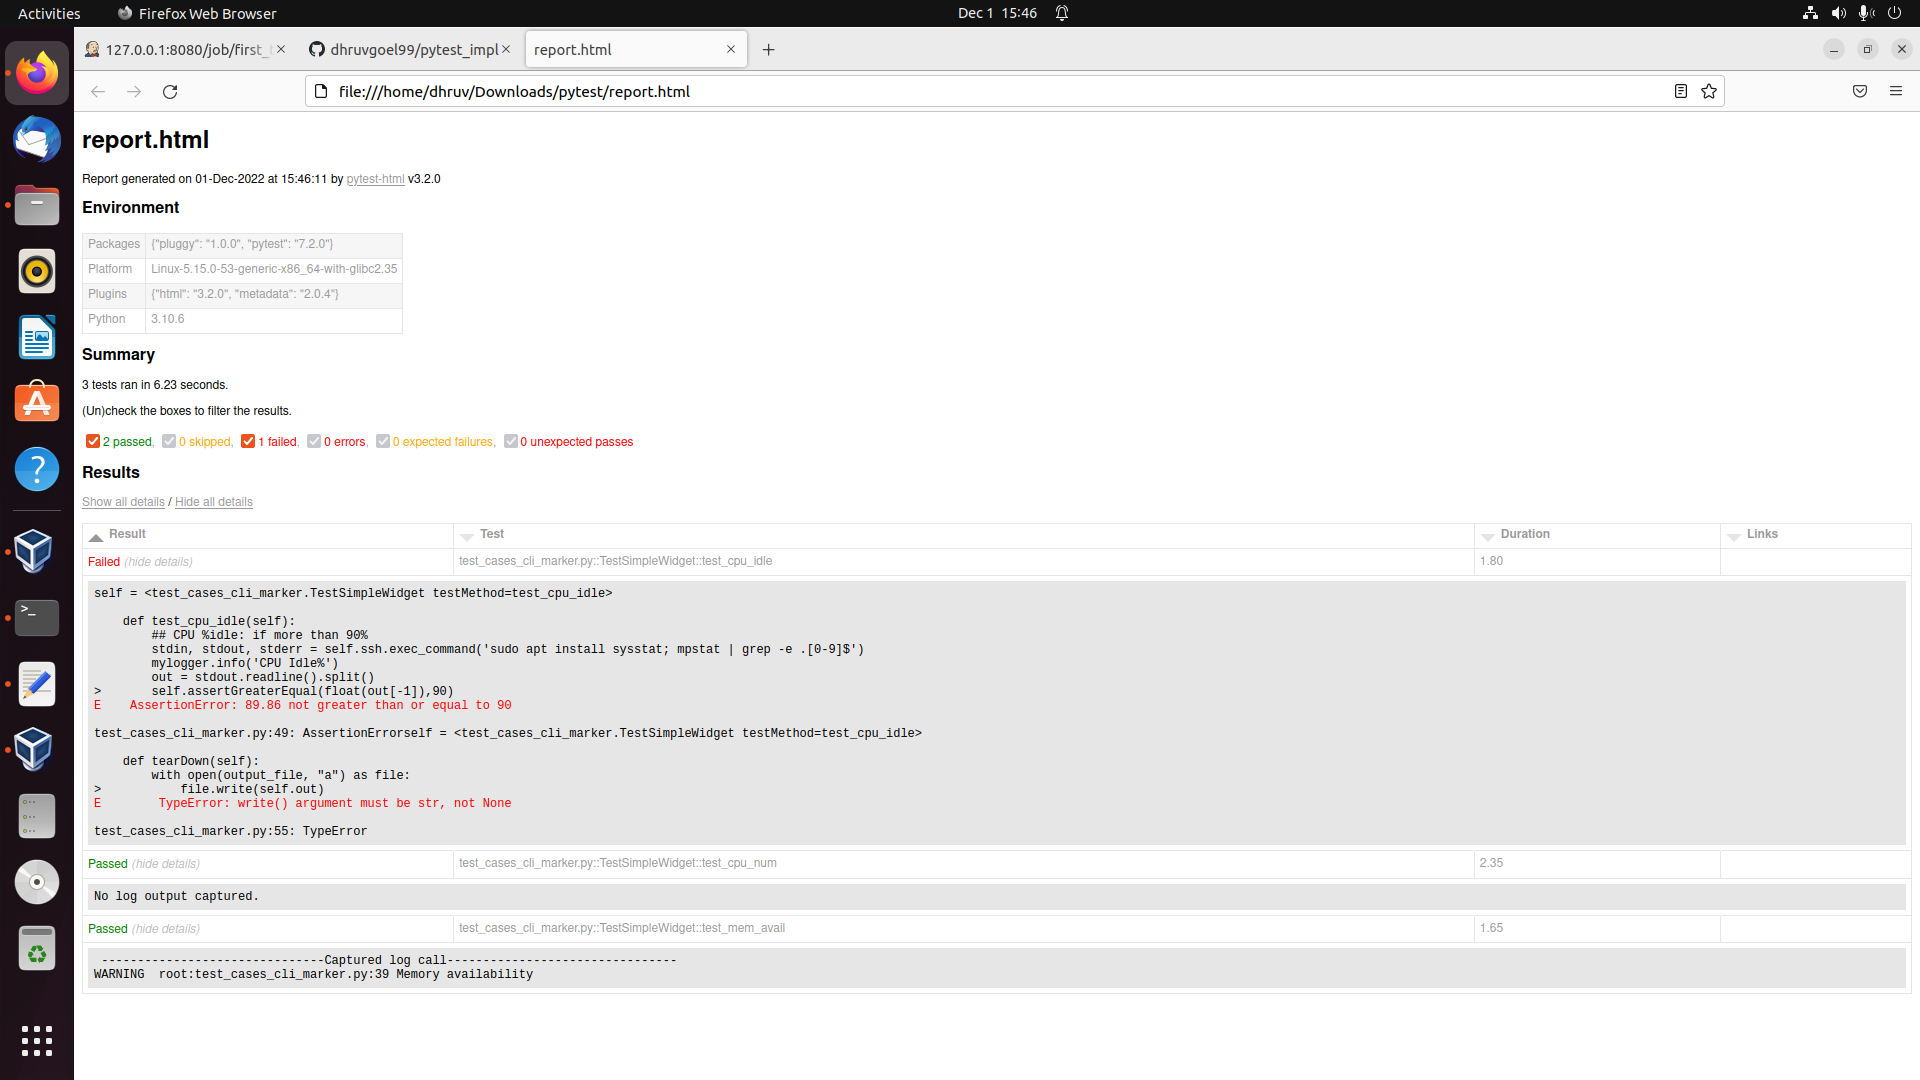 Activities
Firefox Web Browser
Dec 1 15:46
127.0.0.1:8080/job/first_
dhruvgoel99/pytest_impl
report.html
file:///home/dhruv/Downloads/pytest/report.html
report.html
Report generated on 01-Dec-2022 at 15:46:11 by pytest-html v3.2.0
Environment
Packages {"pluggy": "1.0.0", "pytest": "7.2.0"}
Platform Linux-5.15.0-53-generic-x86_64-with-glibc2.35
Plugins {"html": "3.2.0", "metadata": "2.0.4"}
Python 3.10.6
Summary
3 tests ran in 6.23 seconds.
(Un)check the boxes to filter the results.
2 passed, 0 skipped, 1 failed, 0 errors, 0 expected failures, 0 unexpected passes
Results
Show all details / Hide all details
Result Test Duration Links
Failed (hide details) test_cases_cli_marker.py::TestSimpleWidget::test_cpu_idle 1.80
self = <test_cases_cli_marker.TestSimpleWidget testMethod=test_cpu_idle>
def test_cpu_idle(self):
## CPU %idle: if more than 90%
stdin, stdout, stderr = self.ssh.exec_command('sudo apt install sysstat; mpstat | grep -e .[0-9]$')
mylogger.info('CPU Idle%')
out = stdout.readline().split()
> self.assertGreaterEqual(float(out[-1]),90)
E AssertionError: 89.86 not greater than or equal to 90
test_cases_cli_marker.py:49: AssertionErrorself = <test_cases_cli_marker.TestSimpleWidget testMethod=test_cpu_idle>
def tearDown(self):
with open(output_file, "a") as file:
> file.write(self.out)
E TypeError: write() argument must be str, not None
test_cases_cli_marker.py:55: TypeError
Passed (hide details) test_cases_cli_marker.py::TestSimpleWidget::test_cpu_num 2.35
No log output captured.
Passed (hide details) test_cases_cli_marker.py::TestSimpleWidget::test_mem_avail 1.65
-------------------------------Captured log call--------------------------------
WARNING root:test_cases_cli_marker.py:39 Memory availability